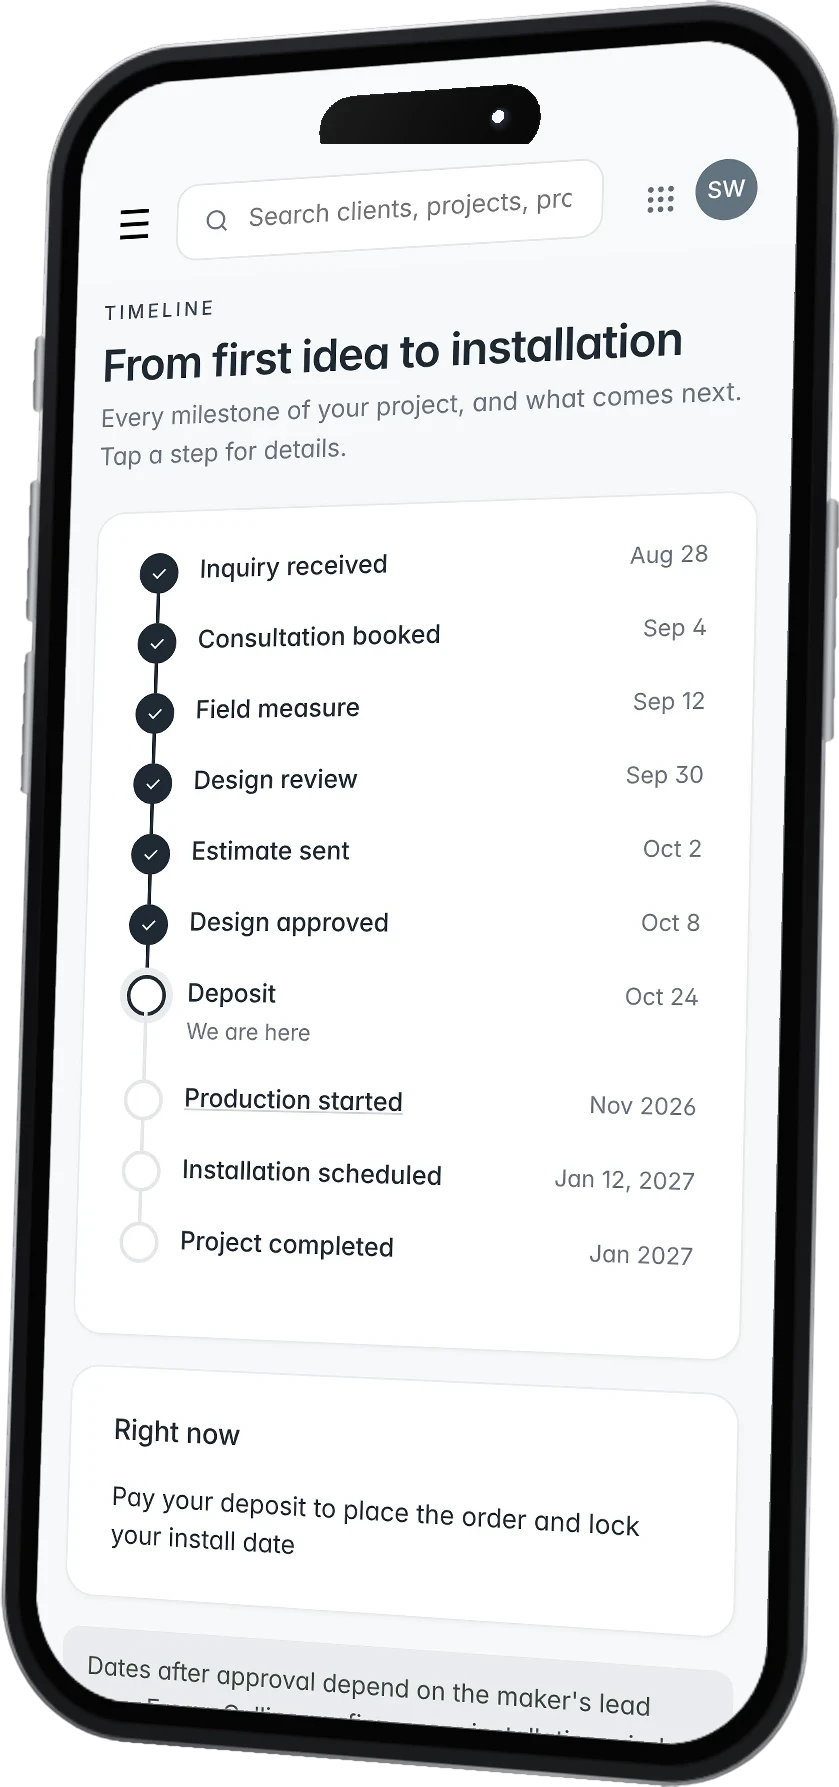 Search clients, projects, prc
SW
TIMELINE
From first idea to installation
Every milestone of your project, and what comes next.
Tap a step for details.
Inquiry received Aug 28
Consultation booked Sep 4
Field measure Sep 12
Design review Sep 30
Estimate sent Oct 2
Design approved Oct 8
Deposit Oct 24
We are here
Production started Nov 2026
Installation scheduled Jan 12, 2027
Project completed Jan 2027
Right now
Pay your deposit to place the order and lock
your install date
Dates after approval depend on the maker's lead